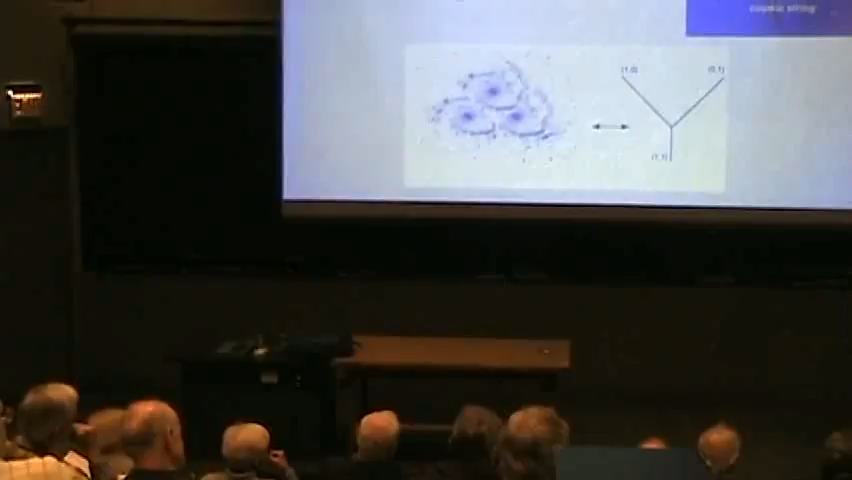 cosmic string
(1,0)
(0,1)
(1,1)